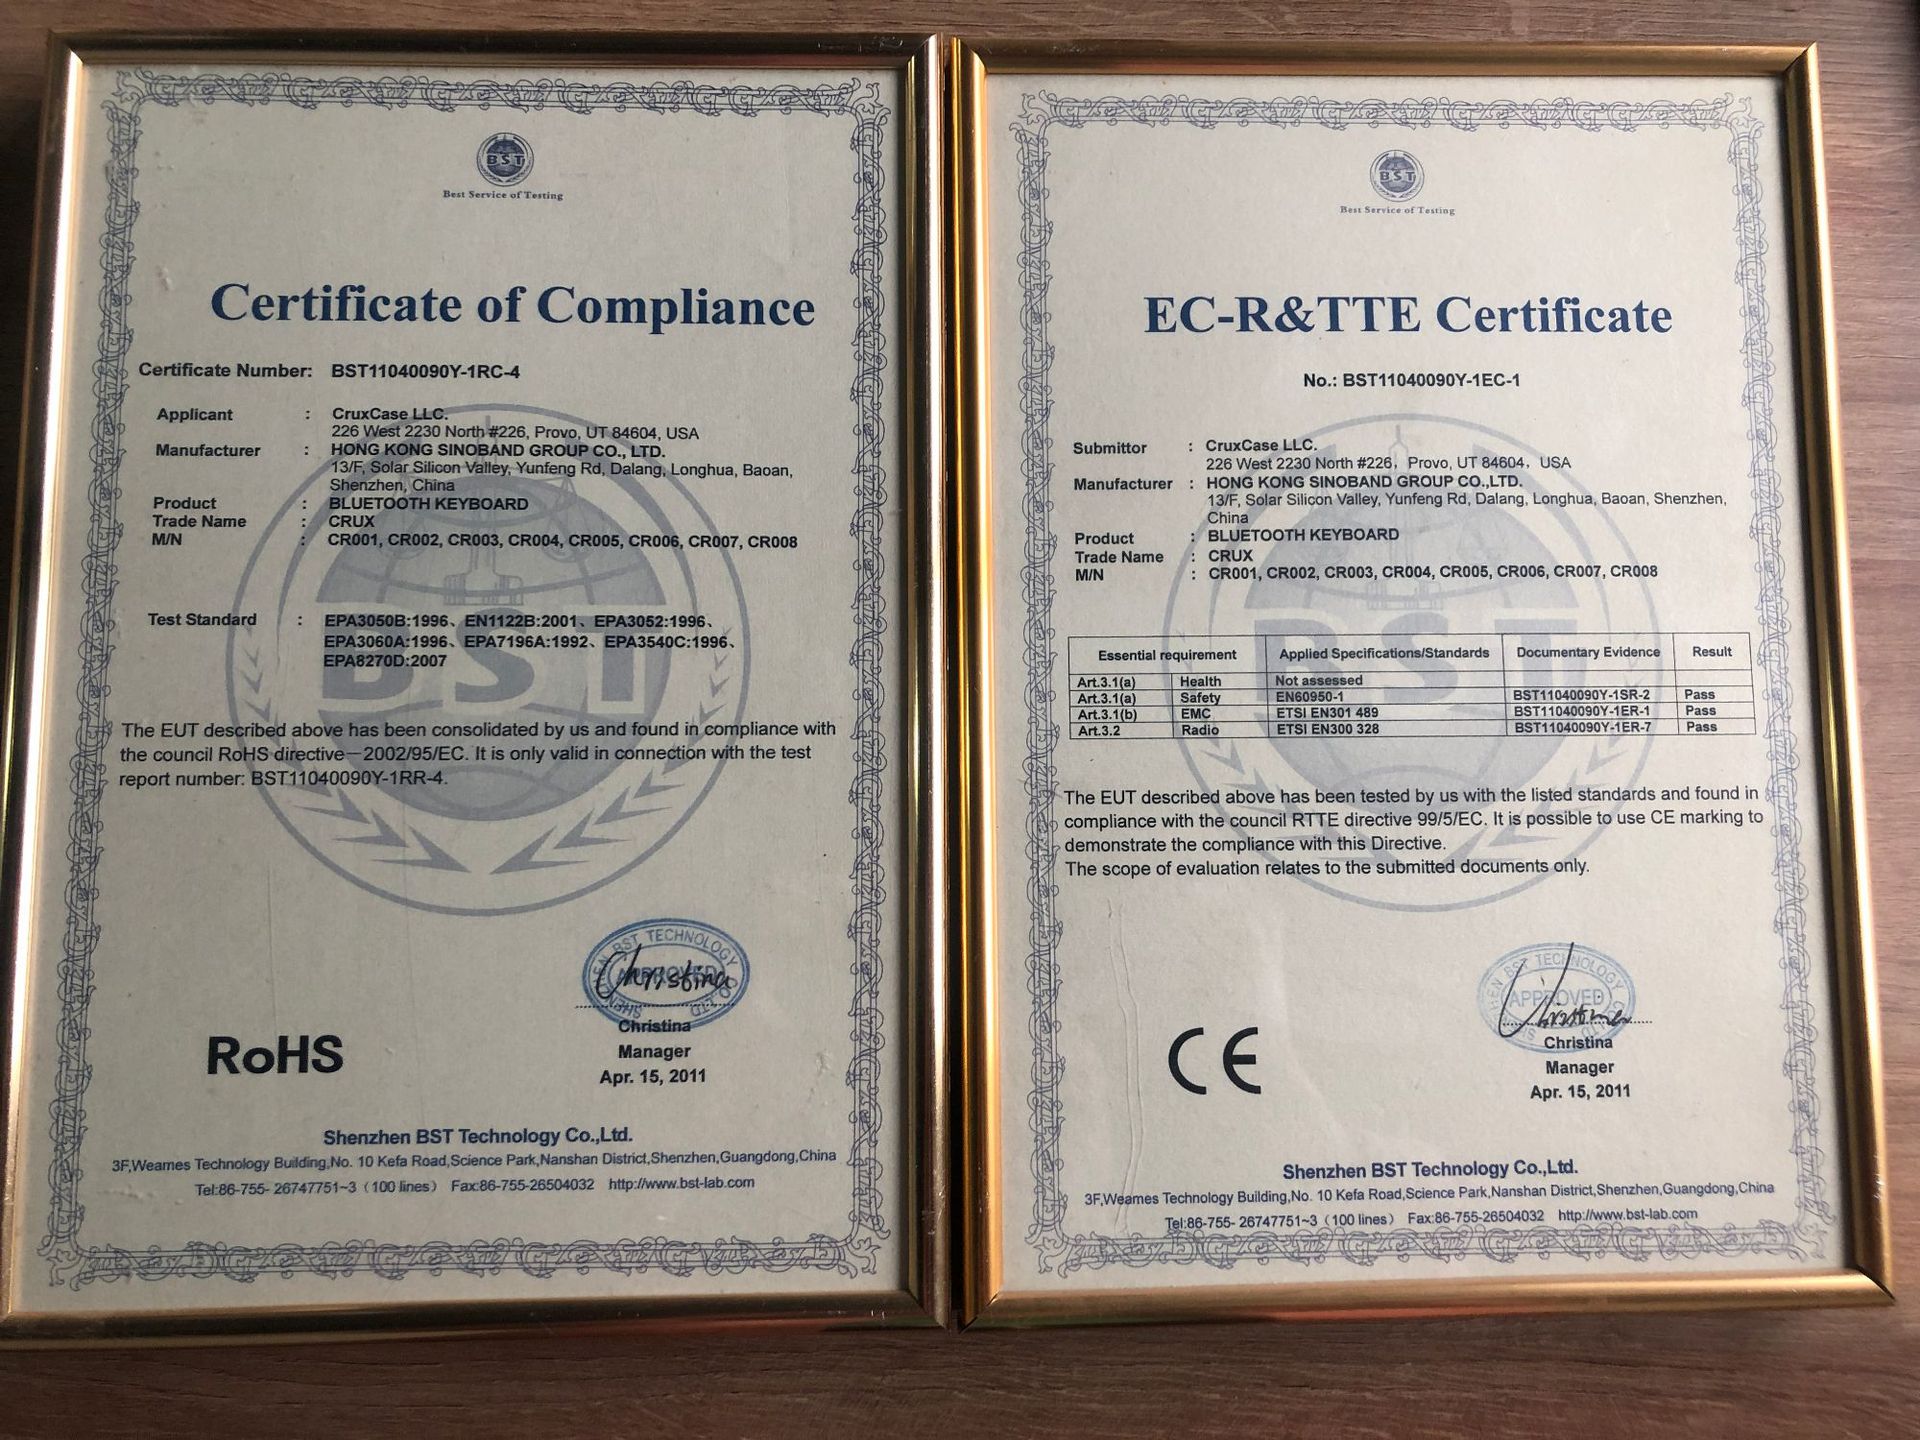 BST
Best Service of Testing
Certificate of Compliance
Certificate Number: BST11040090Y-1RC-4
Applicant : CruxCase LLC.
226 West 2230 North #226, Provo, UT 84604, USA
Manufacturer : HONG KONG SINOBAND GROUP CO., LTD.
13/F, Solar Silicon Valley, Yunfeng Rd, Dalang, Longhua, Baoan,
Shenzhen, China
Product : BLUETOOTH KEYBOARD
Trade Name : CRUX
M/N : CR001, CR002, CR003, CR004, CR005, CR006, CR007, CR008
Test Standard : EPA3050B:1996、EN1122B:2001、EPA3052:1996、
EPA3060A:1996、EPA7196A:1992、EPA3540C:1996、
EPA8270D:2007
BST
The EUT described above has been consolidated by us and found in compliance with
the council RoHS directive—2002/95/EC. It is only valid in connection with the test
report number: BST11040090Y-1RR-4.
SHENZHEN BST TECHNOLOGY CO LTD
APPROVED
Christina
RoHS
Christina
Manager
Apr. 15, 2011
Shenzhen BST Technology Co.,Ltd.
3F,Weames Technology Building,No. 10 Kefa Road,Science Park,Nanshan District,Shenzhen,Guangdong,China
Tel:86-755- 26747751~3（100 lines） Fax:86-755-26504032 http://www.bst-lab.com
BST
Best Service of Testing
EC-R&TTE Certificate
No.: BST11040090Y-1EC-1
Submittor : CruxCase LLC.
226 West 2230 North #226, Provo, UT 84604, USA
Manufacturer : HONG KONG SINOBAND GROUP CO.,LTD.
13/F, Solar Silicon Valley, Yunfeng Rd, Dalang, Longhua, Baoan, Shenzhen,
China
Product : BLUETOOTH KEYBOARD
Trade Name : CRUX
M/N : CR001, CR002, CR003, CR004, CR005, CR006, CR007, CR008
BST
Essential requirement Applied Specifications/Standards Documentary Evidence Result
Art.3.1(a) Health Not assessed
Art.3.1(a) Safety EN60950-1 BST11040090Y-1SR-2 Pass
Art.3.1(b) EMC ETSI EN301 489 BST11040090Y-1ER-1 Pass
Art.3.2 Radio ETSI EN300 328 BST11040090Y-1ER-7 Pass
The EUT described above has been tested by us with the listed standards and found in
compliance with the council RTTE directive 99/5/EC. It is possible to use CE marking to
demonstrate the compliance with this Directive.
The scope of evaluation relates to the submitted documents only.
BST TECHNOLOGY
APPROVED
Christina
CE
Christina
Manager
Apr. 15, 2011
Shenzhen BST Technology Co.,Ltd.
3F,Weames Technology Building,No. 10 Kefa Road,Science Park,Nanshan District,Shenzhen,Guangdong,China
Tel:86-755- 26747751~3（100 lines） Fax:86-755-26504032 http://www.bst-lab.com